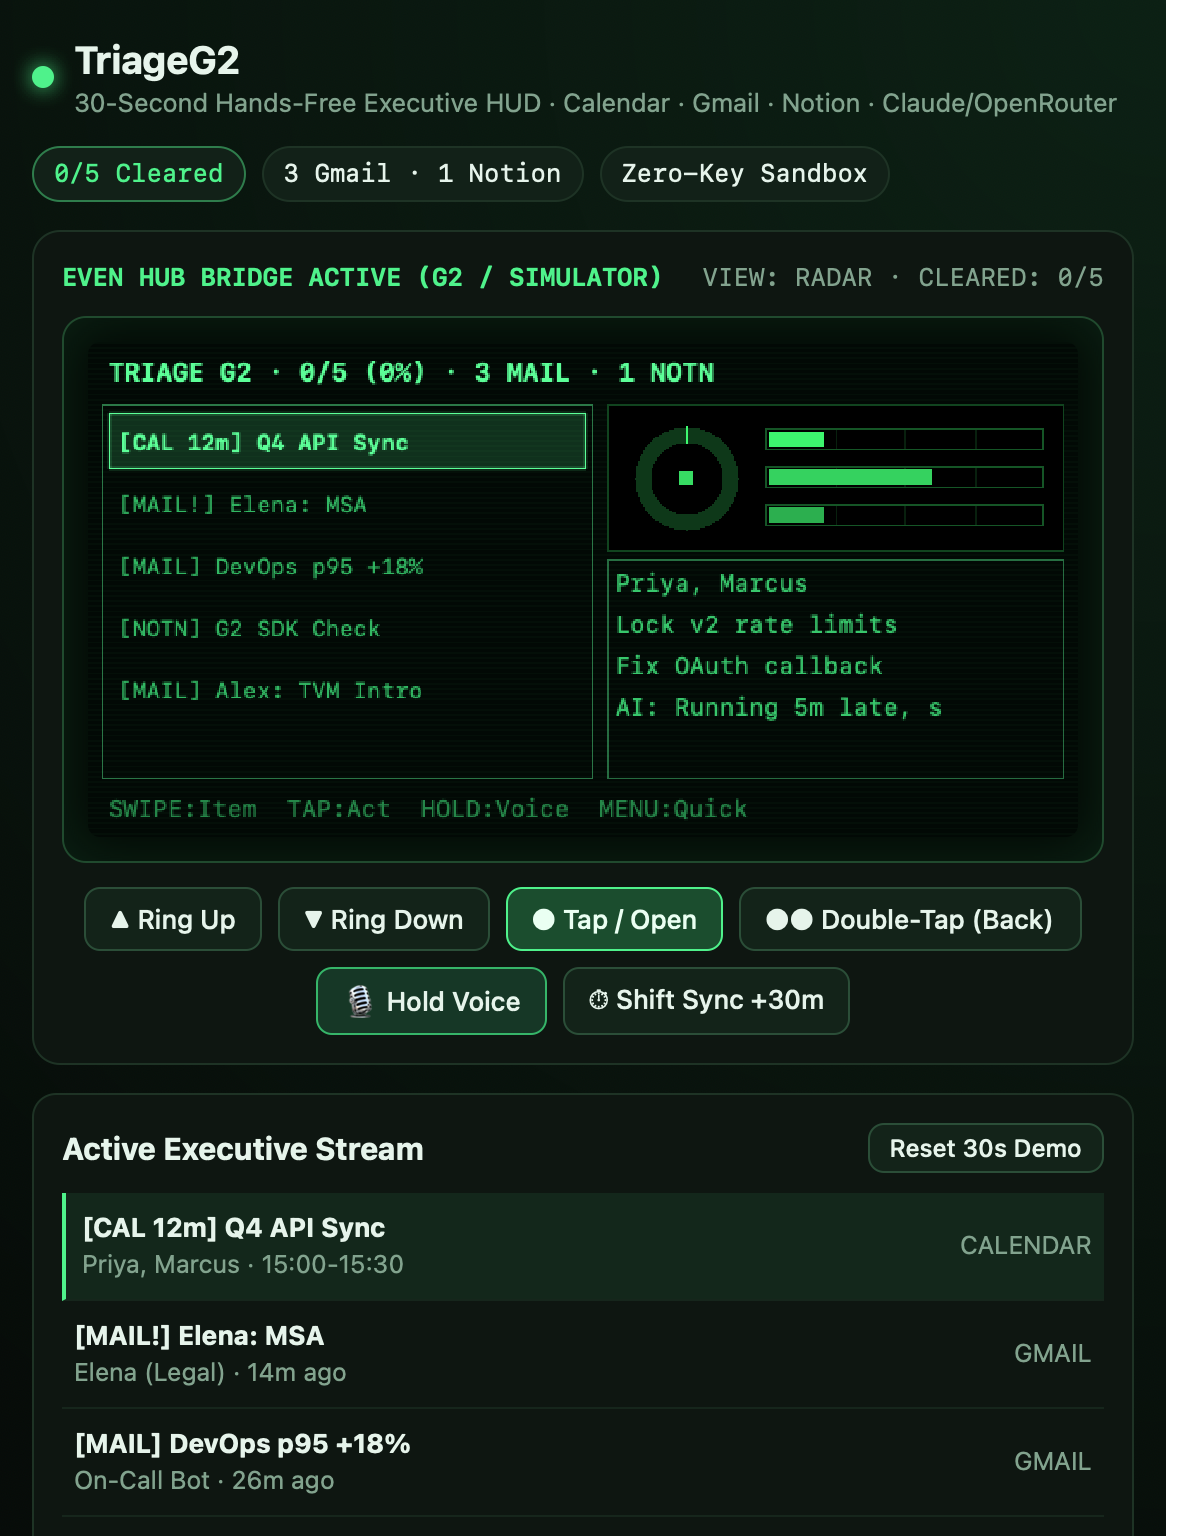 TriageG2
30-Second Hands-Free Executive HUD · Calendar · Gmail · Notion · Claude/OpenRouter
0/5 Cleared
3 Gmail · 1 Notion
Zero-Key Sandbox
EVEN HUB BRIDGE ACTIVE (G2 / SIMULATOR)
VIEW: RADAR · CLEARED: 0/5
TRIAGE G2 · 0/5 (0%) · 3 MAIL · 1 NOTN
[CAL 12m] Q4 API Sync
[MAIL!] Elena: MSA
[MAIL] DevOps p95 +18%
[NOTN] G2 SDK Check
[MAIL] Alex: TVM Intro
Priya, Marcus
Lock v2 rate limits
Fix OAuth callback
AI: Running 5m late, s
SWIPE:Item TAP:Act HOLD:Voice MENU:Quick
▲ Ring Up
▼ Ring Down
● Tap / Open
●● Double-Tap (Back)
🎙️ Hold Voice
⏱ Shift Sync +30m
Active Executive Stream
Reset 30s Demo
[CAL 12m] Q4 API Sync
Priya, Marcus · 15:00-15:30
CALENDAR
[MAIL!] Elena: MSA
Elena (Legal) · 14m ago
GMAIL
[MAIL] DevOps p95 +18%
On-Call Bot · 26m ago
GMAIL